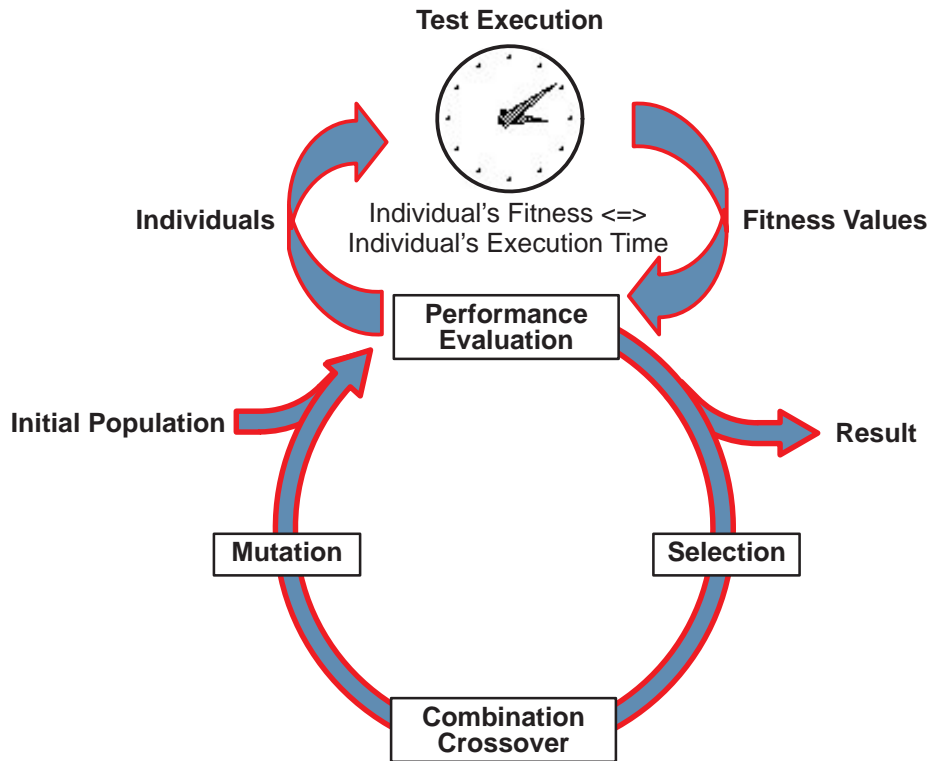 Test Execution
Individual’s Fitness <=>
Individual’s Execution Time
Individuals
Fitness Values
Performance
Evaluation
Initial Population
Result
Mutation
Selection
Combination
Crossover